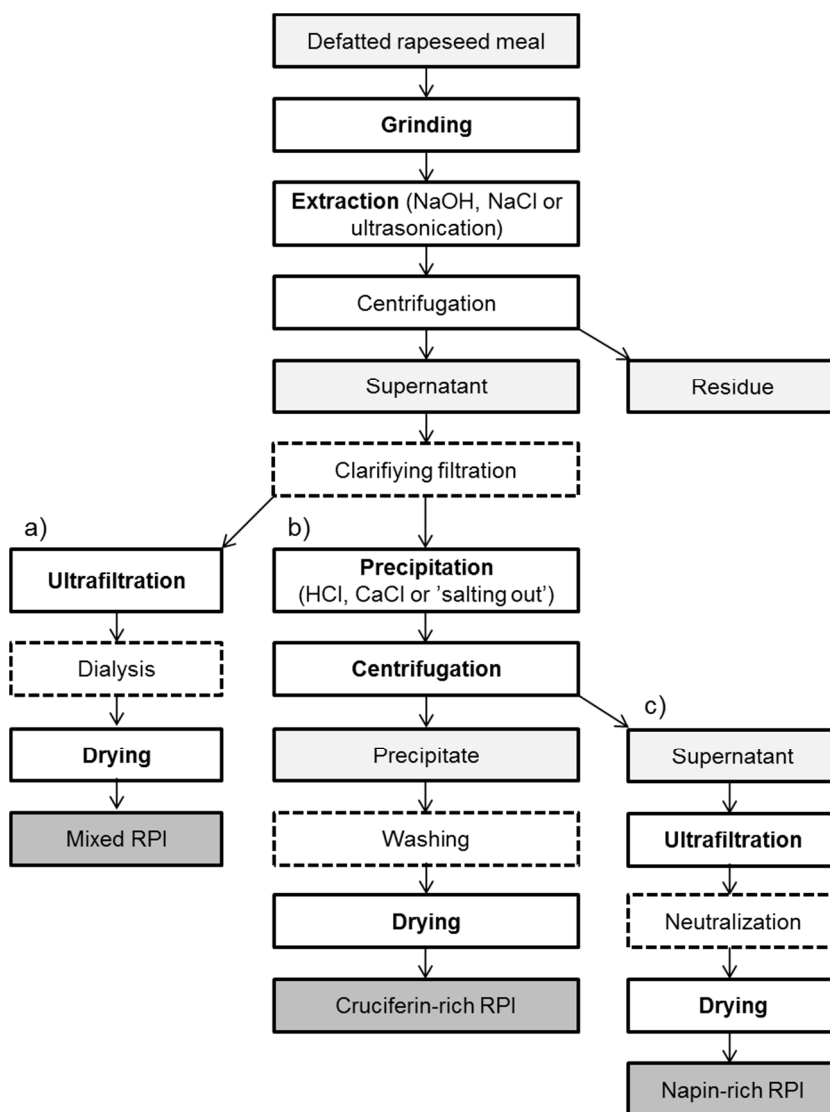 Defatted rapeseed meal
Grinding
Extraction (NaOH, NaCl or
ultrasonication)
Centrifugation
Supernatant
Residue
Clarifiying filtration
a)
Ultrafiltration
Dialysis
Drying
Mixed RPI
b)
Precipitation
(HCl, CaCl or ’salting out’)
Centrifugation
Precipitate
Washing
Drying
Cruciferin-rich RPI
c)
Supernatant
Ultrafiltration
Neutralization
Drying
Napin-rich RPI